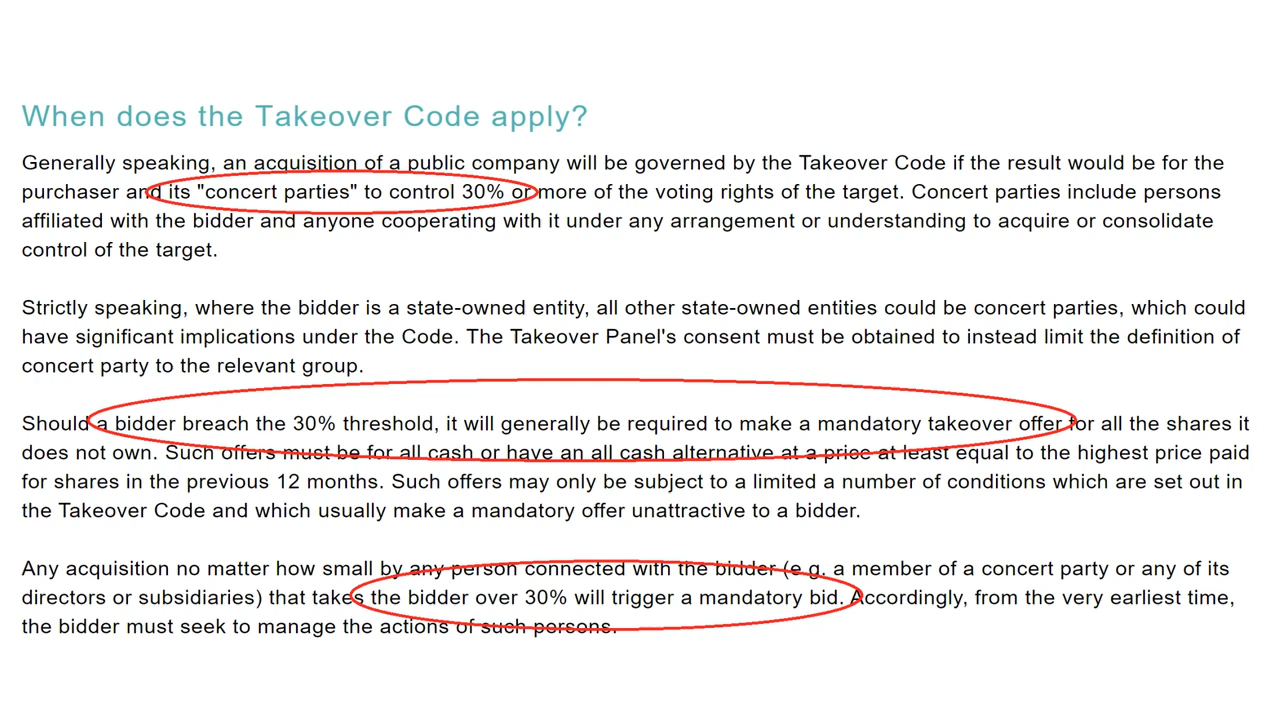 When does the Takeover Code apply?
Generally speaking, an acquisition of a public company will be governed by the Takeover Code if the result would be for the
purchaser and its "concert parties" to control 30% or more of the voting rights of the target. Concert parties include persons
affiliated with the bidder and anyone cooperating with it under any arrangement or understanding to acquire or consolidate
control of the target.
Strictly speaking, where the bidder is a state-owned entity, all other state-owned entities could be concert parties, which could
have significant implications under the Code. The Takeover Panel's consent must be obtained to instead limit the definition of
concert party to the relevant group.
Should a bidder breach the 30% threshold, it will generally be required to make a mandatory takeover offer for all the shares it
does not own. Such offers must be for all cash or have an all cash alternative at a price at least equal to the highest price paid
for shares in the previous 12 months. Such offers may only be subject to a limited a number of conditions which are set out in
the Takeover Code and which usually make a mandatory offer unattractive to a bidder.
Any acquisition no matter how small by any person connected with the bidder (e.g. a member of a concert party or any of its
directors or subsidiaries) that takes the bidder over 30% will trigger a mandatory bid. Accordingly, from the very earliest time,
the bidder must seek to manage the actions of such persons.